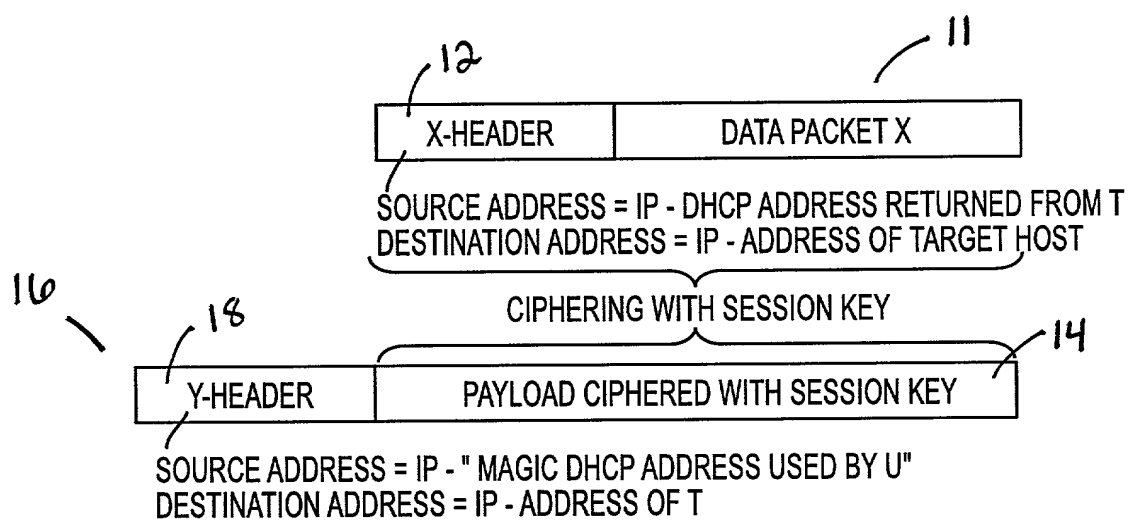 11
12
X-HEADER DATA PACKET X
SOURCE ADDRESS = IP - DHCP ADDRESS RETURNED FROM T
DESTINATION ADDRESS = IP - ADDRESS OF TARGET HOST
CIPHERING WITH SESSION KEY
16
18
14
Y-HEADER PAYLOAD CIPHERED WITH SESSION KEY
SOURCE ADDRESS = IP - " MAGIC DHCP ADDRESS USED BY U"
DESTINATION ADDRESS = IP - ADDRESS OF T